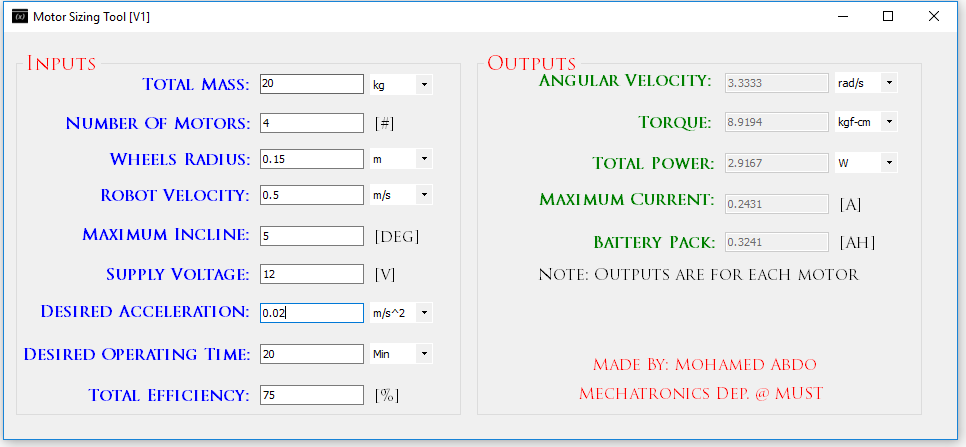 Motor Sizing Tool [V1]
Inputs
Total Mass: 20 kg
Number Of Motors: 4 [#]
Wheels Radius: 0.15 m
Robot Velocity: 0.5 m/s
Maximum Incline: 5 [DEG]
Supply Voltage: 12 [V]
Desired Acceleration: 0.02 m/s^2
Desired Operating Time: 20 Min
Total Efficiency: 75 [%]
Outputs
Angular Velocity: 3.3333 rad/s
Torque: 8.9194 kgf-cm
Total Power: 2.9167 W
Maximum Current: 0.2431 [A]
Battery Pack: 0.3241 [AH]
Note: Outputs are for each motor
Made By: Mohamed Abdo
Mechatronics Dep. @ MUST